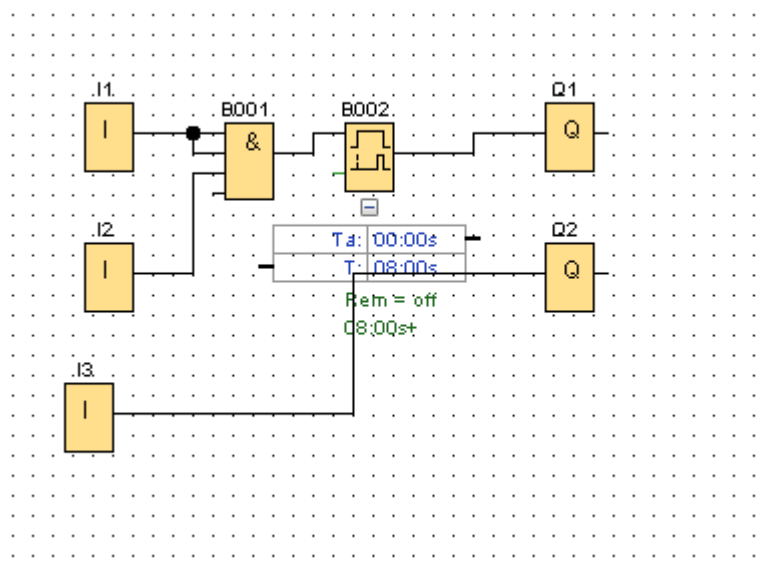 I1
B001
B002
Q1
I
&
Q
I2
Q2
I
Ta: 00:00s
Q
T: 08:00s
Rem = off
08:00s+
I3
I